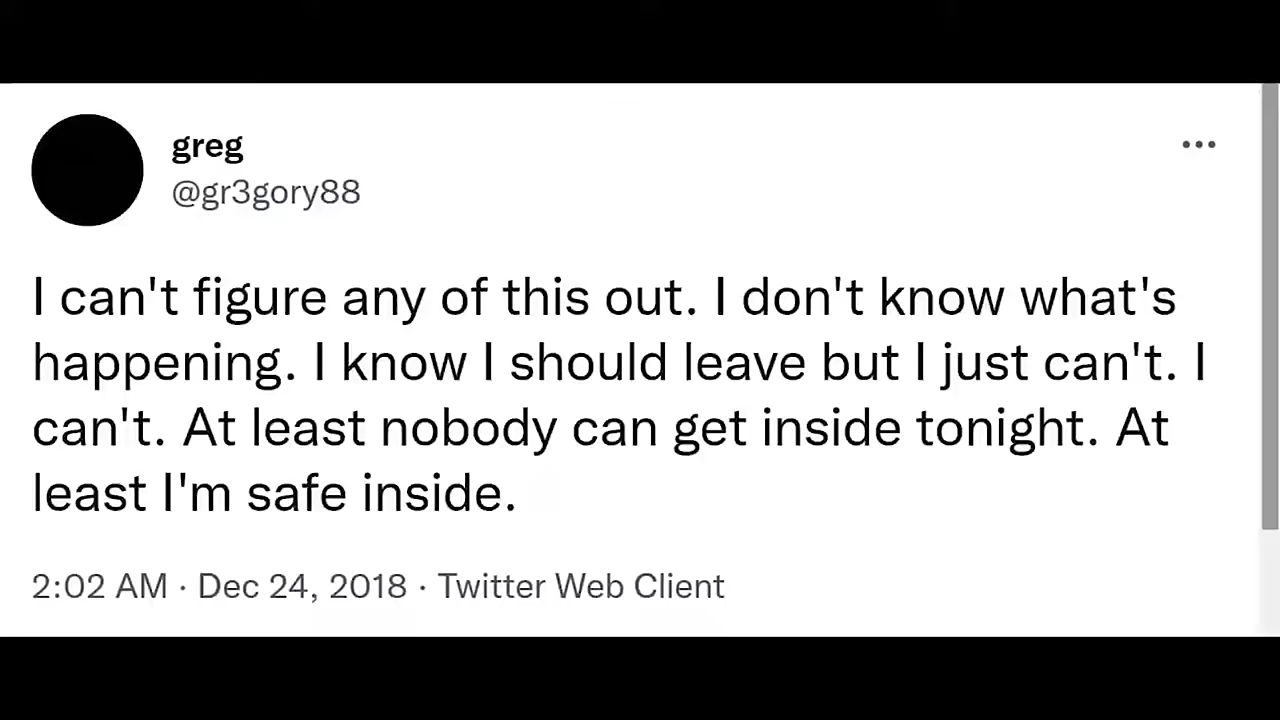 greg
@gr3gory88
I can't figure any of this out. I don't know what's
happening. I know I should leave but I just can't. I
can't. At least nobody can get inside tonight. At
least I'm safe inside.
2:02 AM · Dec 24, 2018 · Twitter Web Client